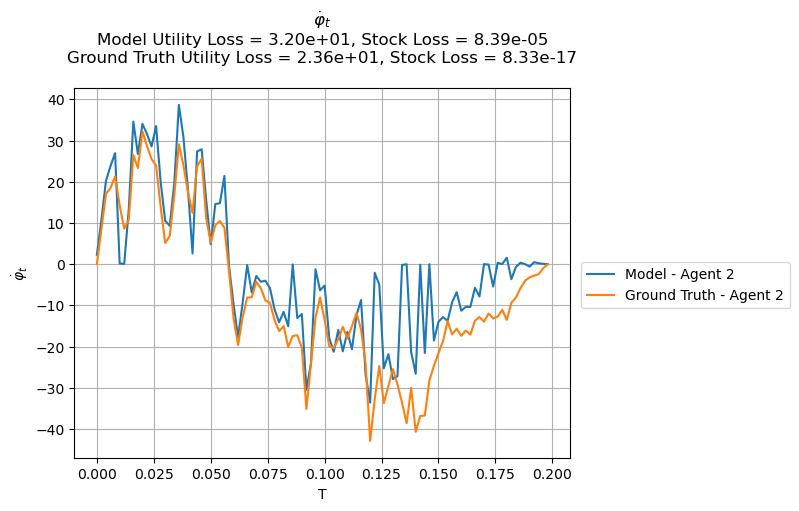 φ̇ₜ
Model Utility Loss = 3.20e+01, Stock Loss = 8.39e-05
Ground Truth Utility Loss = 2.36e+01, Stock Loss = 8.33e-17
40
30
20
10
0
−10
−20
−30
−40
φ̇ₜ
0.000 0.025 0.050 0.075 0.100 0.125 0.150 0.175 0.200
T
Model - Agent 2
Ground Truth - Agent 2